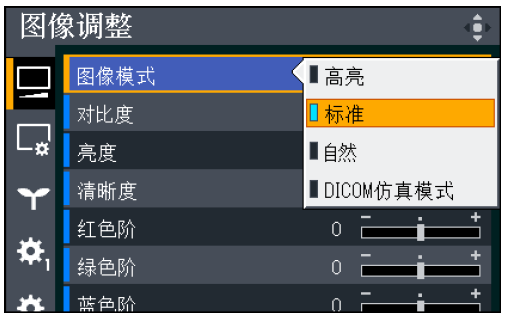 图像调整
图像模式
高亮
对比度
标准
亮度
自然
清晰度
DICOM仿真模式
红色阶 0 - +
绿色阶 0 - +
蓝色阶 0 - +
1